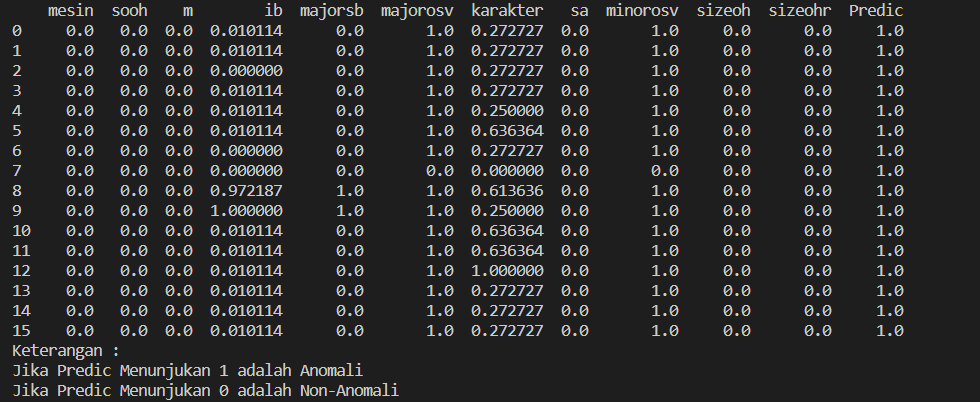 mesin sooh m ib majorsb majorosv karakter sa minorosv sizeoh sizeohr Predic
0 0.0 0.0 0.0 0.010114 0.0 1.0 0.272727 0.0 1.0 0.0 0.0 1.0
1 0.0 0.0 0.0 0.010114 0.0 1.0 0.272727 0.0 1.0 0.0 0.0 1.0
2 0.0 0.0 0.0 0.000000 0.0 1.0 0.272727 0.0 1.0 0.0 0.0 1.0
3 0.0 0.0 0.0 0.010114 0.0 1.0 0.272727 0.0 1.0 0.0 0.0 1.0
4 0.0 0.0 0.0 0.010114 0.0 1.0 0.250000 0.0 1.0 0.0 0.0 1.0
5 0.0 0.0 0.0 0.010114 0.0 1.0 0.636364 0.0 1.0 0.0 0.0 1.0
6 0.0 0.0 0.0 0.000000 0.0 1.0 0.272727 0.0 1.0 0.0 0.0 1.0
7 0.0 0.0 0.0 0.000000 0.0 0.0 0.000000 0.0 0.0 0.0 0.0 1.0
8 0.0 0.0 0.0 0.972187 1.0 1.0 0.613636 0.0 1.0 0.0 0.0 1.0
9 0.0 0.0 0.0 1.000000 1.0 1.0 0.250000 0.0 1.0 0.0 0.0 1.0
10 0.0 0.0 0.0 0.010114 0.0 1.0 0.636364 0.0 1.0 0.0 0.0 1.0
11 0.0 0.0 0.0 0.010114 0.0 1.0 0.636364 0.0 1.0 0.0 0.0 1.0
12 0.0 0.0 0.0 0.010114 0.0 1.0 1.000000 0.0 1.0 0.0 0.0 1.0
13 0.0 0.0 0.0 0.010114 0.0 1.0 0.272727 0.0 1.0 0.0 0.0 1.0
14 0.0 0.0 0.0 0.010114 0.0 1.0 0.272727 0.0 1.0 0.0 0.0 1.0
15 0.0 0.0 0.0 0.010114 0.0 1.0 0.272727 0.0 1.0 0.0 0.0 1.0
Keterangan :
Jika Predic Menunjukan 1 adalah Anomali
Jika Predic Menunjukan 0 adalah Non-Anomali